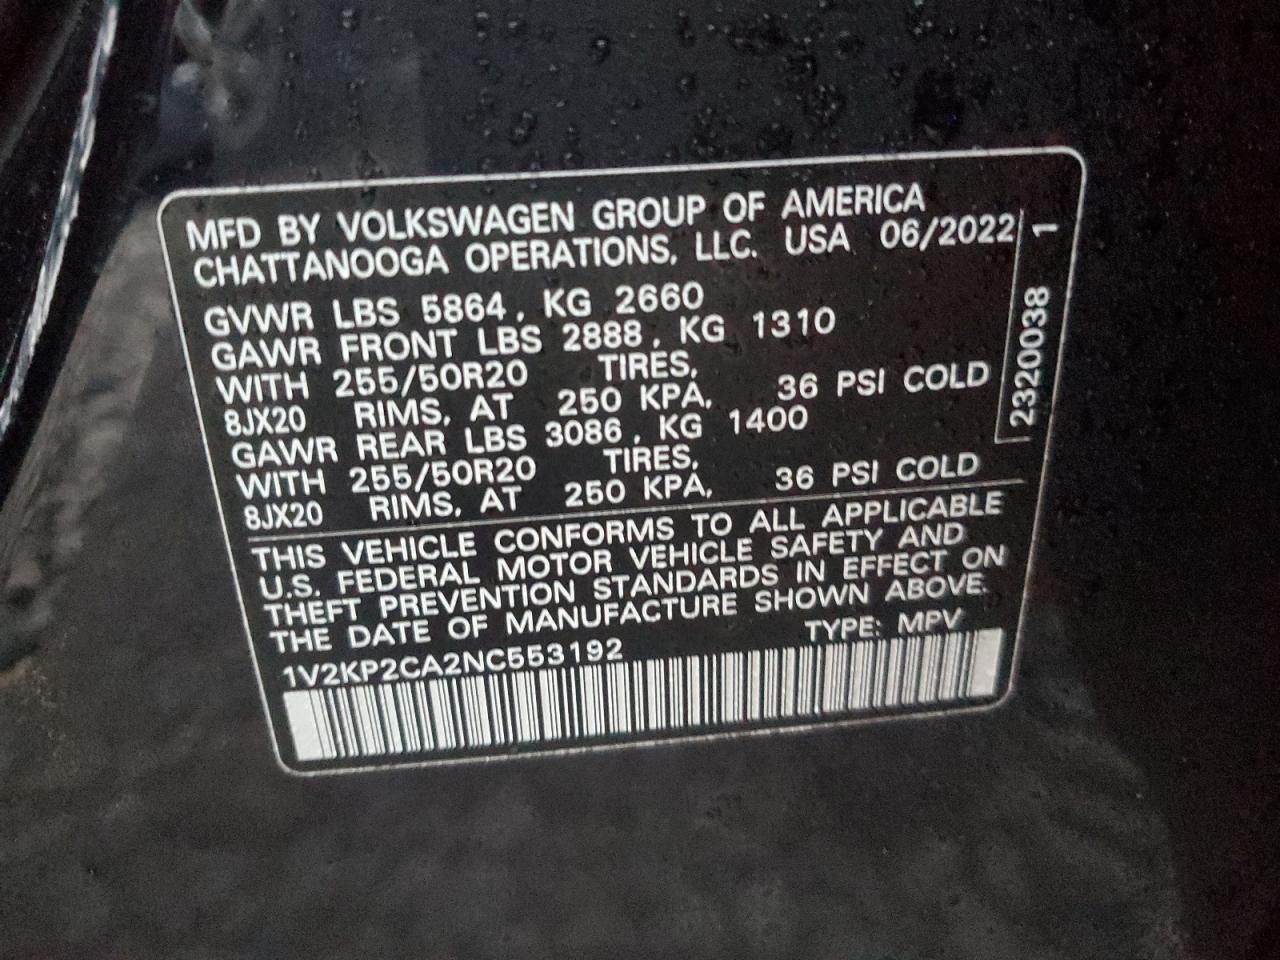 MFD BY VOLKSWAGEN GROUP OF AMERICA
CHATTANOOGA OPERATIONS, LLC. USA 06/2022
GVWR LBS 5864, KG 2660
GAWR FRONT LBS 2888, KG 1310
WITH 255/50R20 TIRES,
8JX20 RIMS, AT 250 KPA, 36 PSI COLD
GAWR REAR LBS 3086, KG 1400
WITH 255/50R20 TIRES,
8JX20 RIMS, AT 250 KPA, 36 PSI COLD
2320038 1
THIS VEHICLE CONFORMS TO ALL APPLICABLE
U.S. FEDERAL MOTOR VEHICLE SAFETY AND
THEFT PREVENTION STANDARDS IN EFFECT ON
THE DATE OF MANUFACTURE SHOWN ABOVE.
1V2KP2CA2NC553192 TYPE: MPV